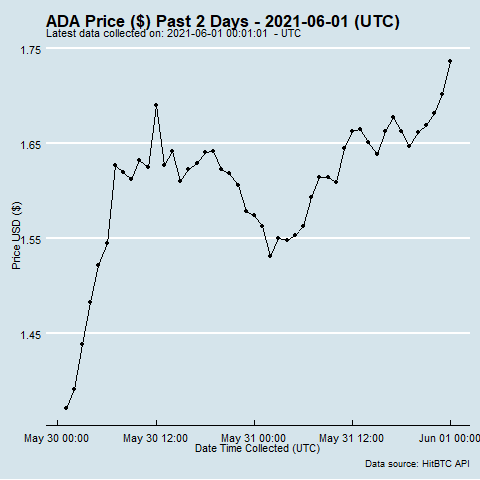 ADA Price ($) Past 2 Days - 2021-06-01 (UTC)
Latest data collected on: 2021-06-01 00:01:01 - UTC
1.75
1.65
1.55
1.45
Price USD ($)
May 30 00:00 May 30 12:00 May 31 00:00 May 31 12:00 Jun 01 00:00
Date Time Collected (UTC)
Data source: HitBTC API